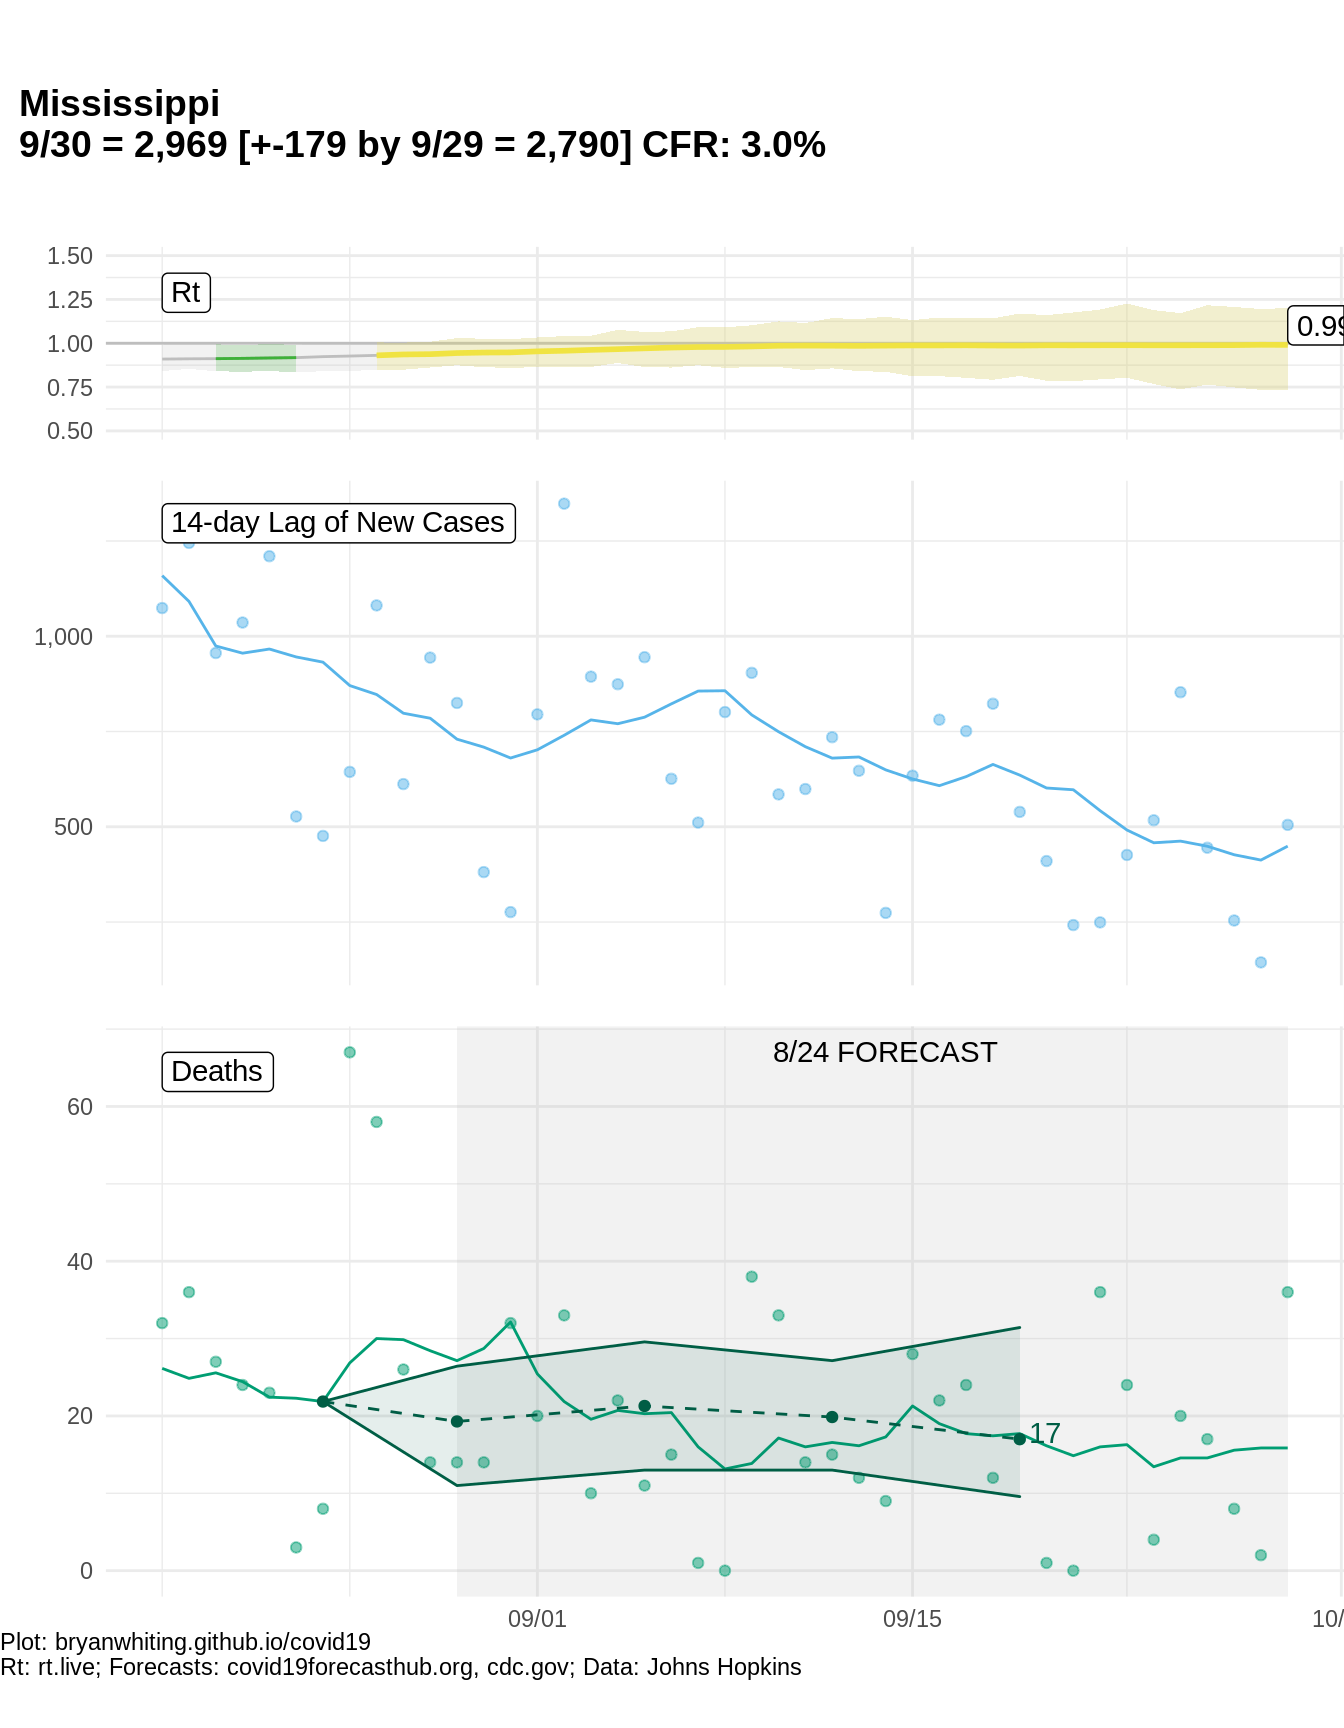 Mississippi
9/30 = 2,969 [+-179 by 9/29 = 2,790] CFR: 3.0%
1.50
Rt
1.25
1.00
0.99
0.75
0.50
14-day Lag of New Cases
1,000
500
8/24 FORECAST
Deaths
60
40
20
17
0
09/01
09/15
10/
Plot: bryanwhiting.github.io/covid19
Rt: rt.live; Forecasts: covid19forecasthub.org, cdc.gov; Data: Johns Hopkins